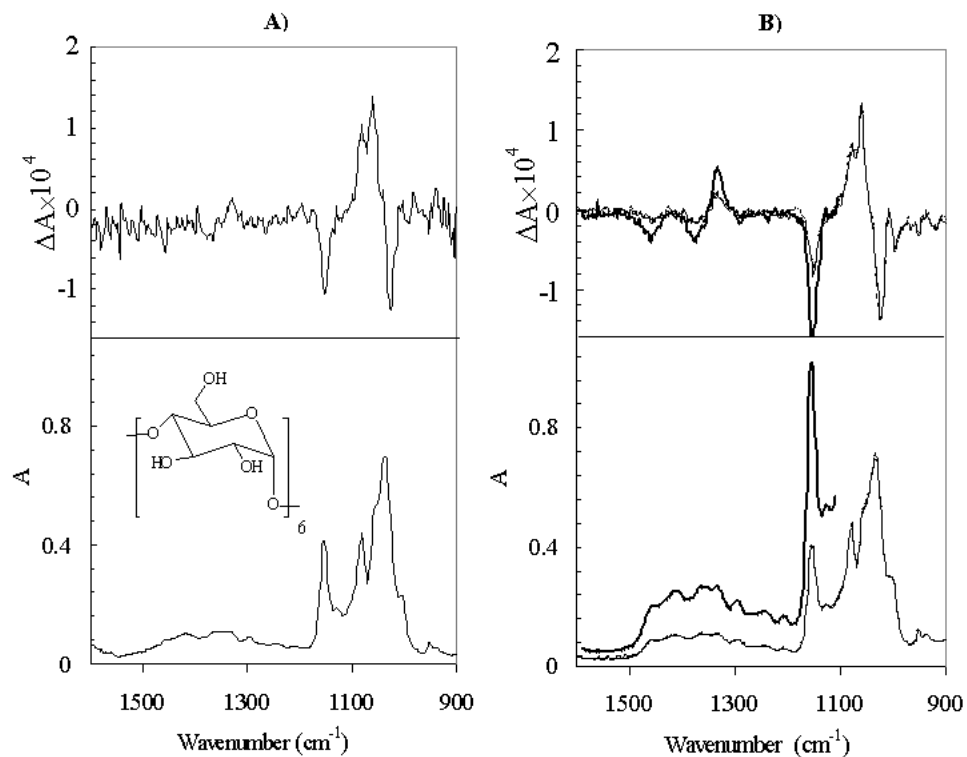 A)
B)
2
1
0
-1
ΔA×10⁴
2
1
0
-1
ΔA×10⁴
OH
O
O
HO
OH
O
6
0.8
0.4
0
A
0.8
0.4
0
A
1500 1300 1100 900
Wavenumber (cm⁻¹)
1500 1300 1100 900
Wavenumber (cm⁻¹)